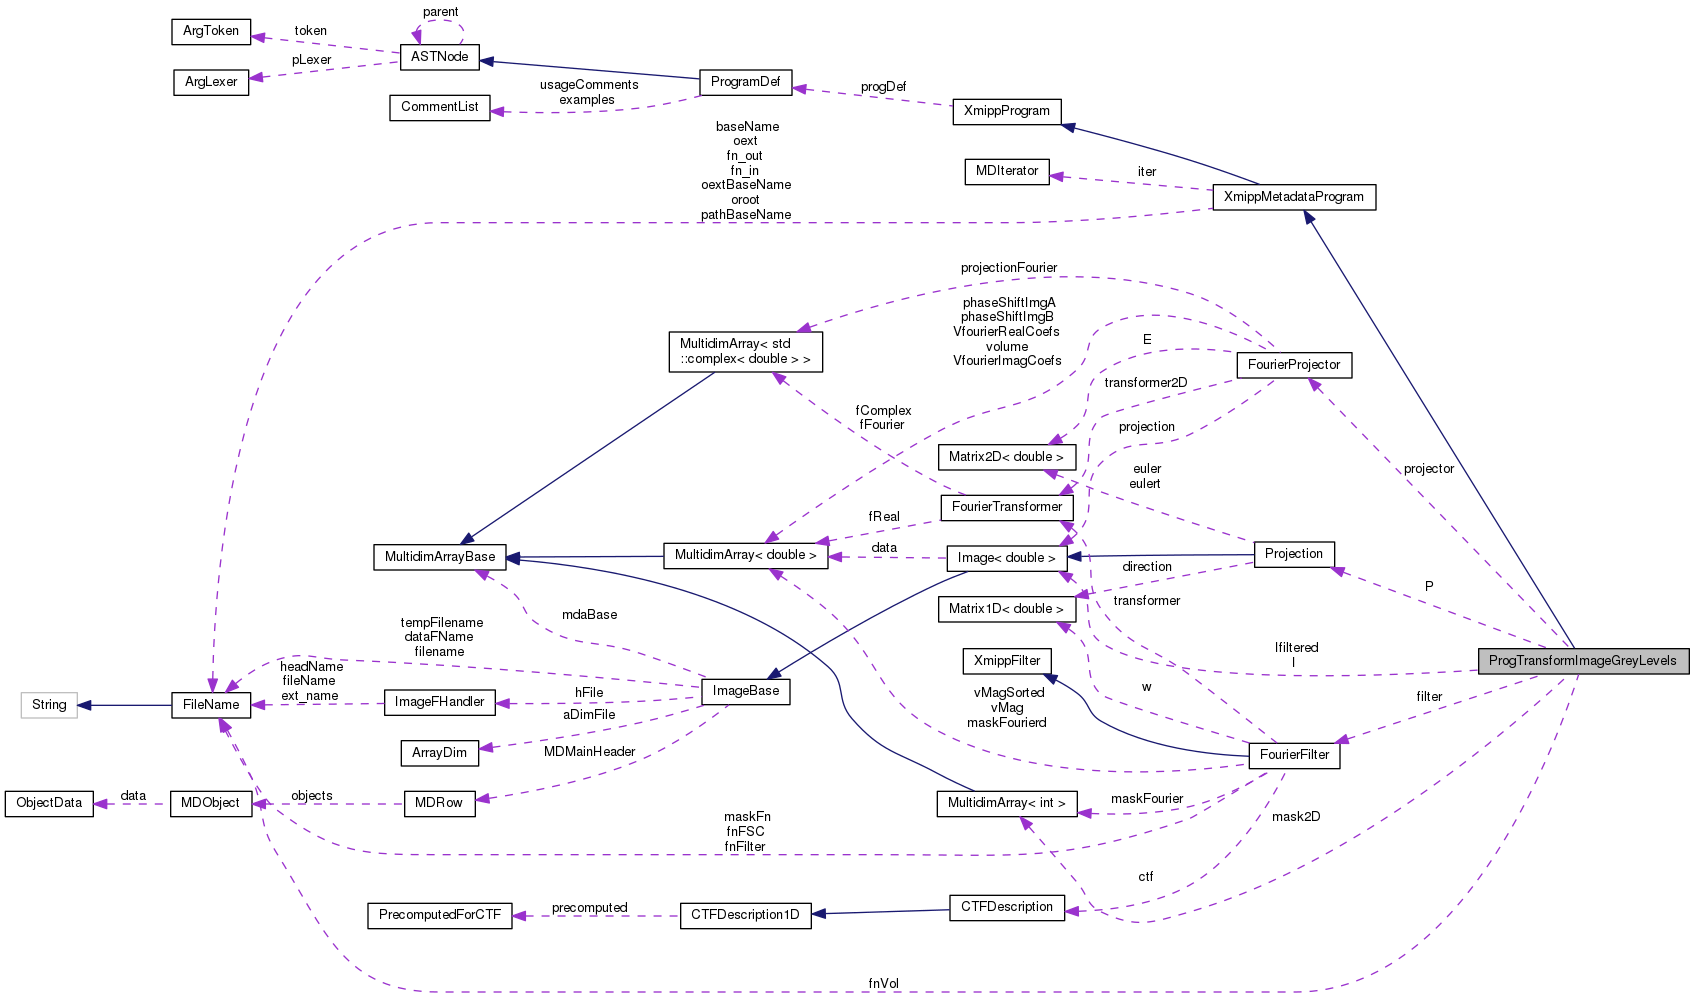 parent
ArgToken
token
ASTNode
pLexer
ArgLexer
ProgramDef
usageComments
examples
CommentList
progDef
XmippProgram
baseName
oext
fn_out
fn_in
oextBaseName
oroot
pathBaseName
MDIterator
iter
XmippMetadataProgram
projectionFourier
phaseShiftImgA
phaseShiftImgB
VfourierRealCoefs
volume
VfourierImagCoefs
MultidimArray< std
::complex< double > >
E
FourierProjector
transformer2D
fComplex
fFourier
projection
Matrix2D< double >
euler
eulert
projector
FourierTransformer
fReal
MultidimArrayBase
MultidimArray< double >
data
Image< double >
Projection
direction
P
transformer
Matrix1D< double >
mdaBase
tempFilename
dataFName
filename
Ifiltered
I
XmippFilter
ProgTransformImageGreyLevels
headName
fileName
ext_name
String
FileName
ImageFHandler
hFile
ImageBase
w
filter
vMagSorted
vMag
maskFourierd
aDimFile
ArrayDim
MDMainHeader
FourierFilter
ObjectData
data
MDObject
objects
MDRow
MultidimArray< int >
maskFourier
mask2D
maskFn
fnFSC
fnFilter
ctf
PrecomputedForCTF
precomputed
CTFDescription1D
CTFDescription
fnVol